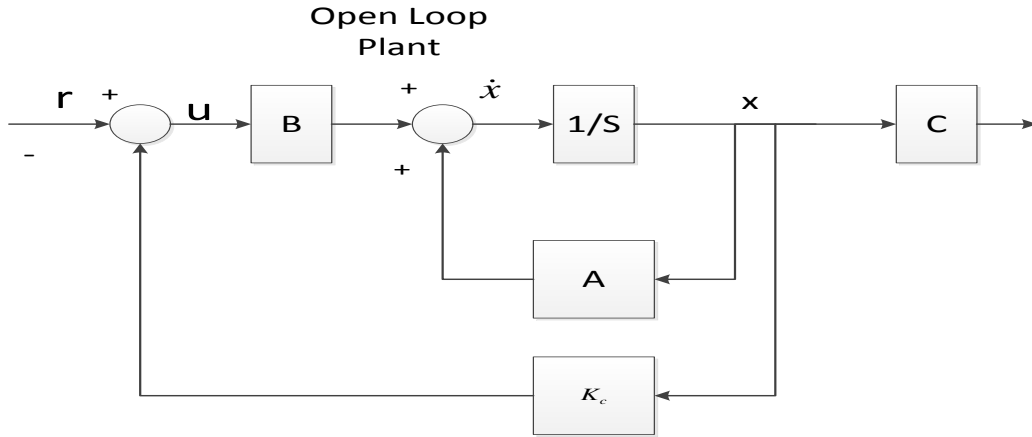 Open Loop
Plant
r
+
-
u
B
+
+
ẋ
1/S
x
C
A
K_c